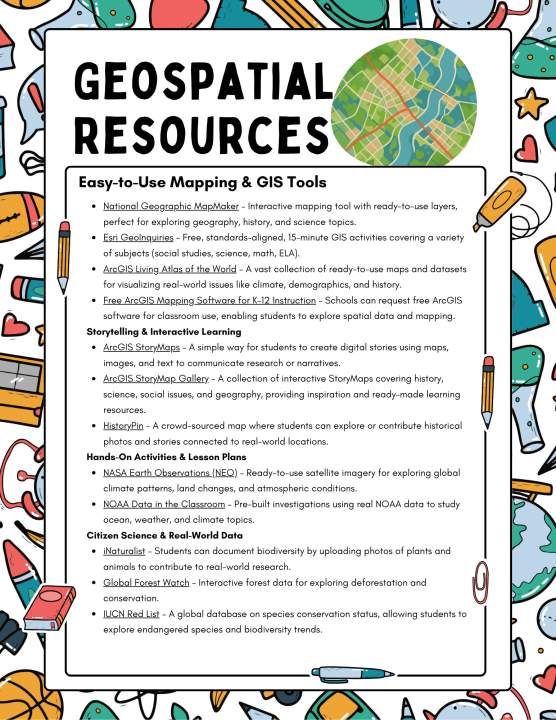 GEOSPATIAL
RESOURCES
Easy-to-Use Mapping & GIS Tools
• National Geographic MapMaker – Interactive mapping tool with ready-to-use layers,
perfect for exploring geography, history, and science topics.
• Esri GeoInquiries – Free, standards-aligned, 15-minute GIS activities covering a variety
of subjects (social studies, science, math, ELA).
• ArcGIS Living Atlas of the World – A vast collection of ready-to-use maps and datasets
for visualizing real-world issues like climate, demographics, and history.
• Free ArcGIS Mapping Software for K-12 Instruction – Schools can request free ArcGIS
software for classroom use, enabling students to explore spatial data and mapping.
Storytelling & Interactive Learning
• ArcGIS StoryMaps – A simple way for students to create digital stories using maps,
images, and text to communicate research or narratives.
• ArcGIS StoryMap Gallery – A collection of interactive StoryMaps covering history,
science, social issues, and geography, providing inspiration and ready-made learning
resources.
• HistoryPin – A crowd-sourced map where students can explore or contribute historical
photos and stories connected to real-world locations.
Hands-On Activities & Lesson Plans
• NASA Earth Observations (NEO) – Ready-to-use satellite imagery for exploring global
climate patterns, land changes, and atmospheric conditions.
• NOAA Data in the Classroom – Pre-built investigations using real NOAA data to study
ocean, weather, and climate topics.
Citizen Science & Real-World Data
• iNaturalist – Students can document biodiversity by uploading photos of plants and
animals to contribute to real-world research.
• Global Forest Watch – Interactive forest data for exploring deforestation and
conservation.
• IUCN Red List – A global database on species conservation status, allowing students to
explore endangered species and biodiversity trends.